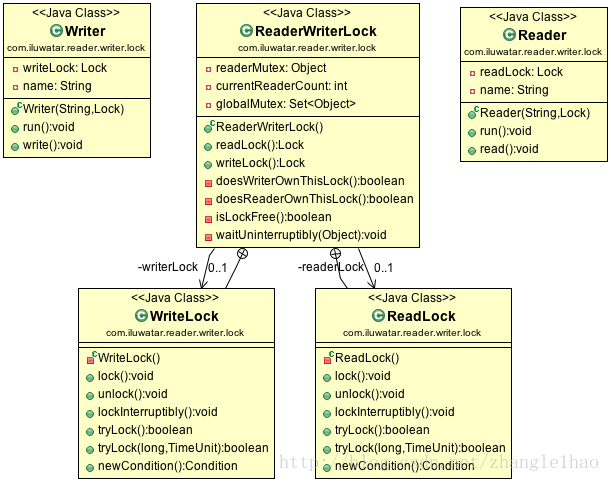 <<Java Class>>
Writer
com.iluwatar.reader.writer.lock
writeLock: Lock
name: String
Writer(String,Lock)
run():void
write():void
<<Java Class>>
ReaderWriterLock
com.iluwatar.reader.writer.lock
readerMutex: Object
currentReaderCount: int
globalMutex: Set<Object>
ReaderWriterLock()
readLock():Lock
writeLock():Lock
doesWriterOwnThisLock():boolean
doesReaderOwnThisLock():boolean
isLockFree():boolean
waitUninterruptibly(Object):void
<<Java Class>>
Reader
com.iluwatar.reader.writer.lock
readLock: Lock
name: String
Reader(String,Lock)
run():void
read():void
-writerLock 0..1
-readerLock 0..1
<<Java Class>>
WriteLock
com.iluwatar.reader.writer.lock
WriteLock()
lock():void
unlock():void
lockInterruptibly():void
tryLock():boolean
tryLock(long,TimeUnit):boolean
newCondition():Condition
<<Java Class>>
ReadLock
com.iluwatar.reader.writer.lock
ReadLock()
lock():void
unlock():void
lockInterruptibly():void
tryLock():boolean
tryLock(long,TimeUnit):boolean
newCondition():Condition
http://blog.csdn.net/zhanglelhao